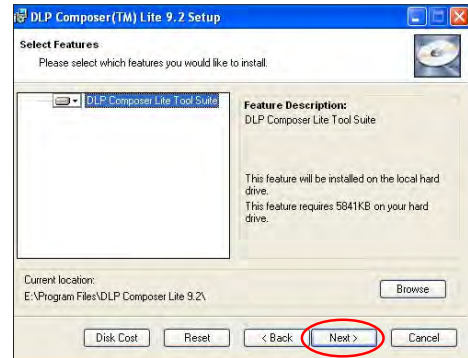 DLP Composer(TM) Lite 9.2 Setup
Select Features
Please select which features you would like to install.
DLP Composer Lite Tool Suite
Feature Description:
DLP Composer Lite Tool Suite
This feature will be installed on the local hard
drive.
This feature requires 5841KB on your hard
drive.
Current location:
E:\Program Files\DLP Composer Lite 9.2\
Browse
Disk Cost
Reset
< Back
Next >
Cancel